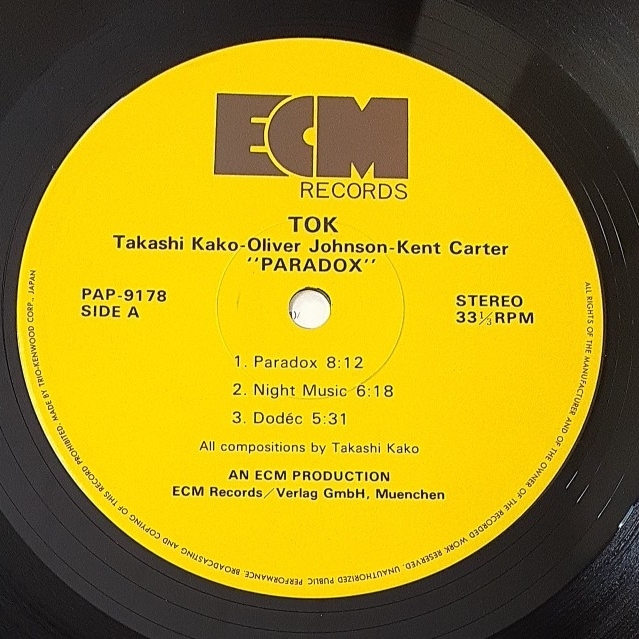 ECM
RECORDS
TOK
Takashi Kako-Oliver Johnson-Kent Carter
"PARADOX"
PAP-9178
SIDE A
STEREO
33⅓RPM
1. Paradox 8:12
2. Night Music 6:18
3. Dodéc 5:31
All compositions by Takashi Kako
AN ECM PRODUCTION
ECM Records/Verlag GmbH, Muenchen
ALL RIGHTS OF THE MANUFACTURER AND OF THE OWNER OF THE RECORDED WORK RESERVED. UNAUTHORIZED PUBLIC PERFORMANCE, BROADCASTING AND COPYING OF THIS RECORD PROHIBITED. MADE BY TRIO-KENWOOD CORP., JAPAN